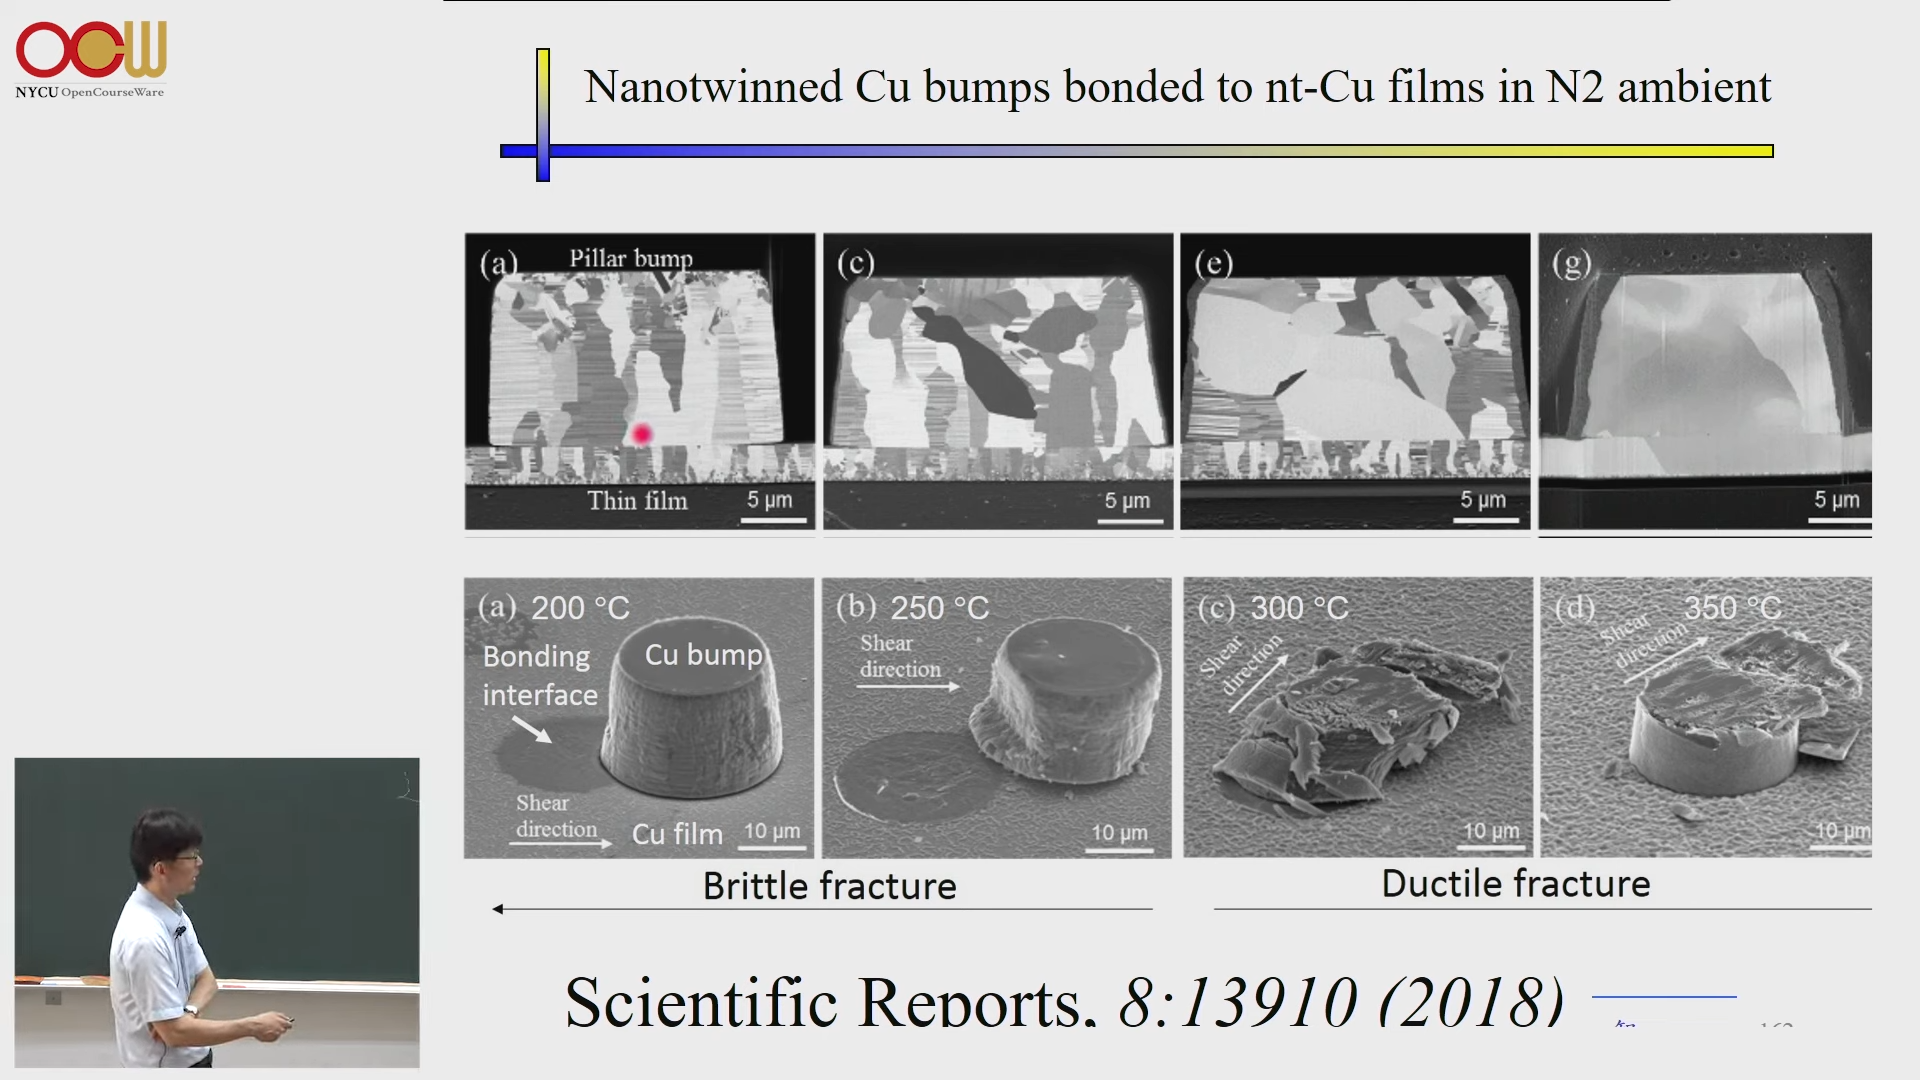 OCW
NYCU OpenCourseWare
Nanotwinned Cu bumps bonded to nt-Cu films in N2 ambient
(a) Pillar bump
Thin film
5 μm
(c)
5 μm
(e)
5 μm
(g)
5 μm
(a) 200 °C
Bonding
interface
Cu bump
Shear
direction
Cu film
10 μm
(b) 250 °C
Shear
direction
10 μm
(c) 300 °C
Shear
direction
10 μm
(d) 350 °C
Shear
direction
10 μm
Brittle fracture
Ductile fracture
Scientific Reports, 8:13910 (2018)